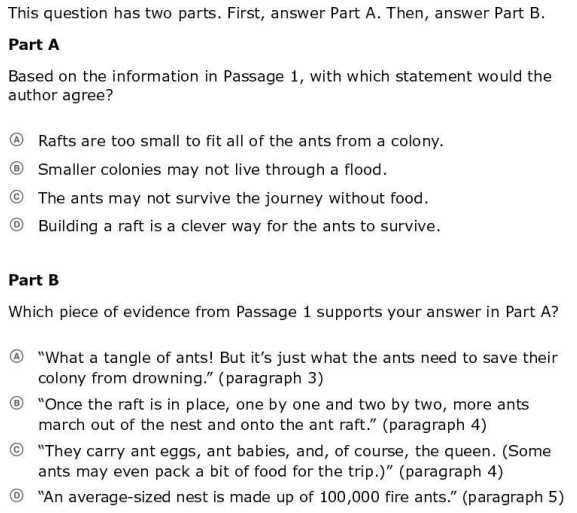 This question has two parts. First, answer Part A. Then, answer Part B.
Part A
Based on the information in Passage 1, with which statement would the
author agree?
A Rafts are too small to fit all of the ants from a colony.
B Smaller colonies may not live through a flood.
C The ants may not survive the journey without food.
D Building a raft is a clever way for the ants to survive.
Part B
Which piece of evidence from Passage 1 supports your answer in Part A?
A “What a tangle of ants! But it’s just what the ants need to save their
colony from drowning.” (paragraph 3)
B “Once the raft is in place, one by one and two by two, more ants
march out of the nest and onto the ant raft.” (paragraph 4)
C “They carry ant eggs, ant babies, and, of course, the queen. (Some
ants may even pack a bit of food for the trip.)” (paragraph 4)
D “An average-sized nest is made up of 100,000 fire ants.” (paragraph 5)